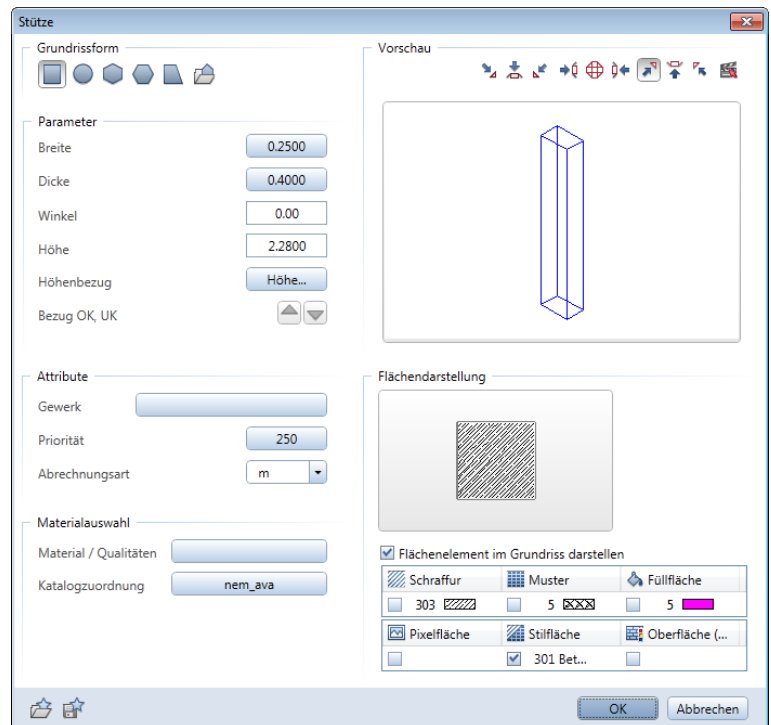 Stütze
Grundrissform
Parameter
Breite 0.2500
Dicke 0.4000
Winkel 0.00
Höhe 2.2800
Höhenbezug Höhe...
Bezug OK, UK
Attribute
Gewerk
Priorität 250
Abrechnungsart m
Materialauswahl
Material / Qualitäten
Katalogzuordnung nem_ava
Vorschau
Flächendarstellung
Flächenelement im Grundriss darstellen
Schraffur Muster Füllfläche
303 5 5
Pixelfläche Stilfläche Oberfläche (...
301 Bet...
OK Abbrechen